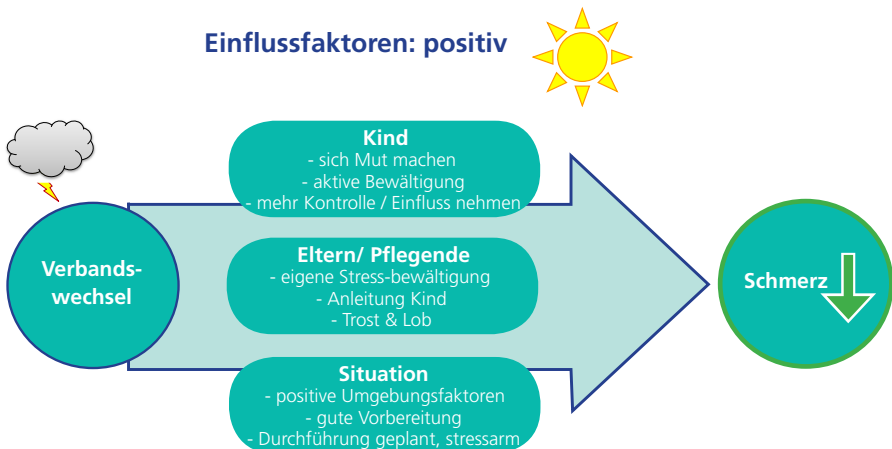 Einflussfaktoren: positiv
Kind
- sich Mut machen
- aktive Bewältigung
- mehr Kontrolle / Einfluss nehmen
Verbands-
wechsel
Eltern/ Pflegende
- eigene Stress-bewältigung
- Anleitung Kind
- Trost & Lob
Schmerz
Situation
- positive Umgebungsfaktoren
- gute Vorbereitung
- Durchführung geplant, stressarm